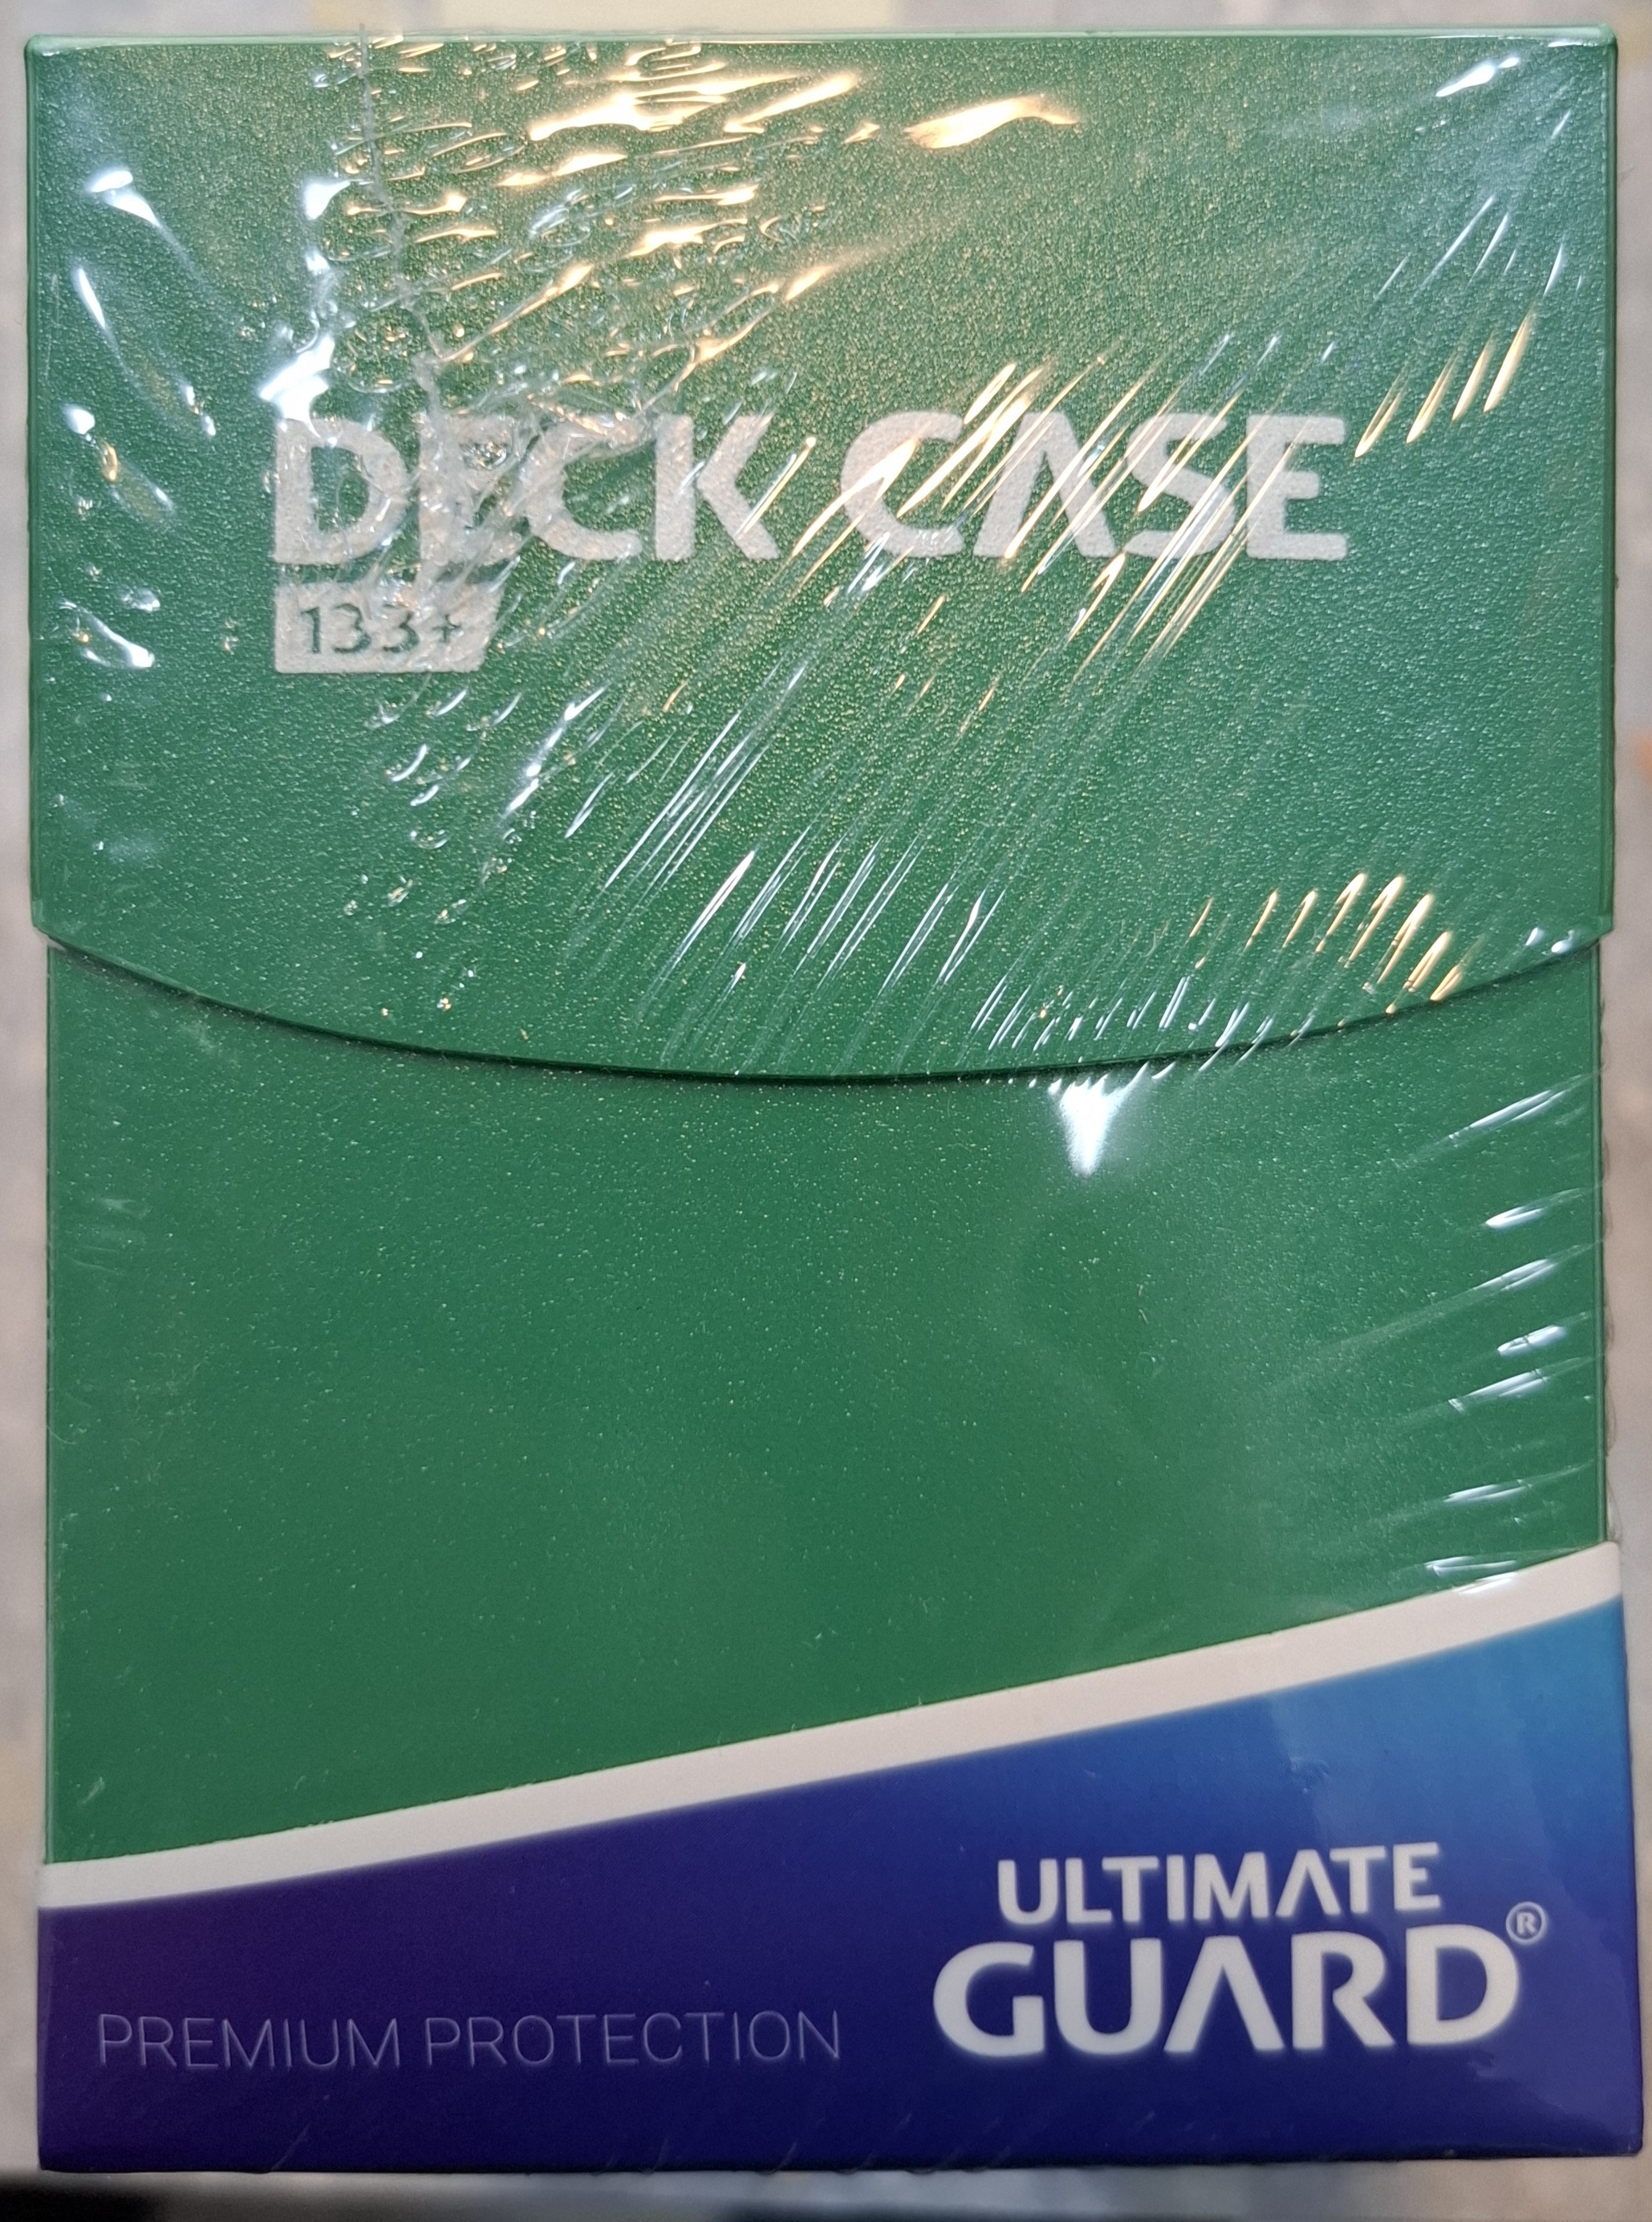 DECK CASE
133+
ULTIMATE
GUARD®
PREMIUM PROTECTION